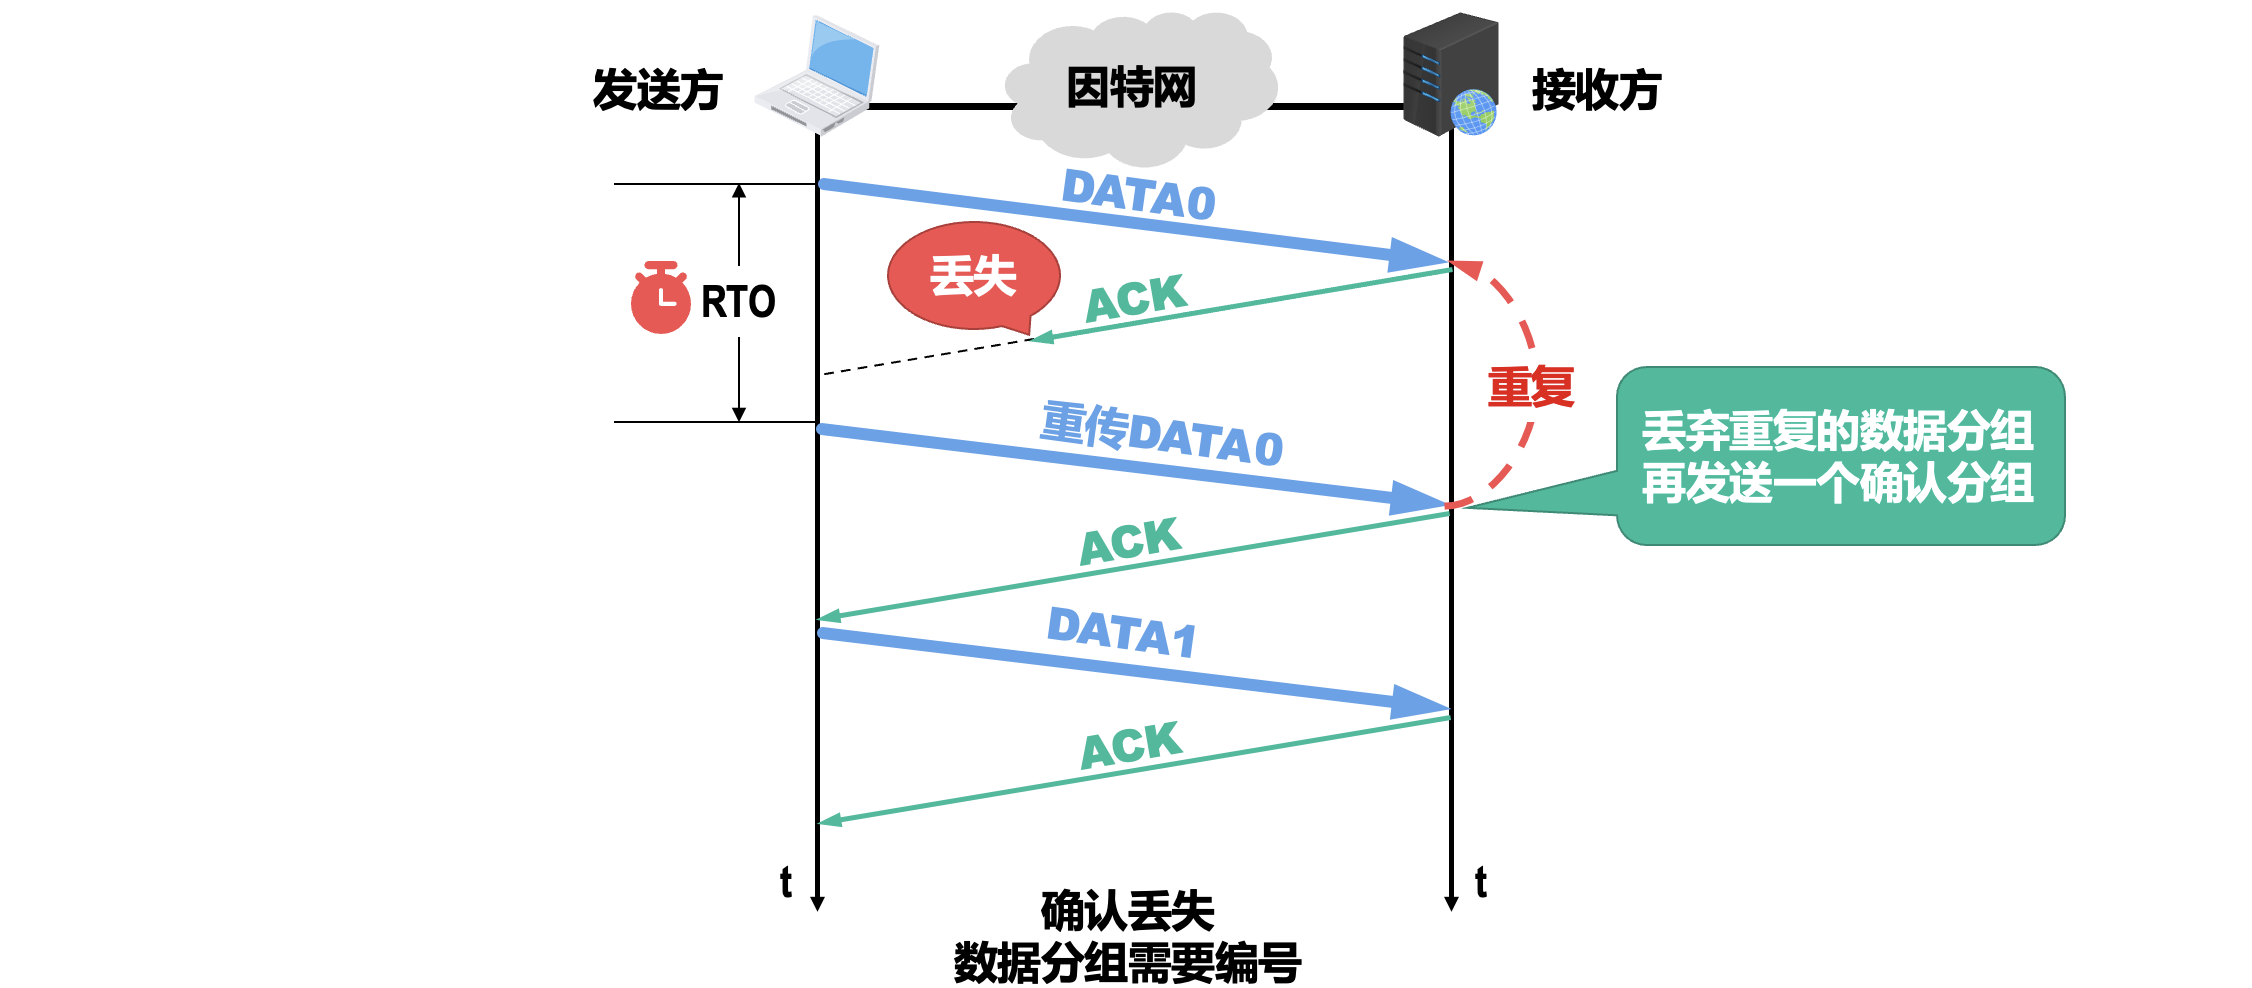 发送方
因特网
接收方
DATA0
丢失
ACK
RTO
重复
重传DATA0
丢弃重复的数据分组
再发送一个确认分组
ACK
DATA1
ACK
t
t
确认丢失
数据分组需要编号